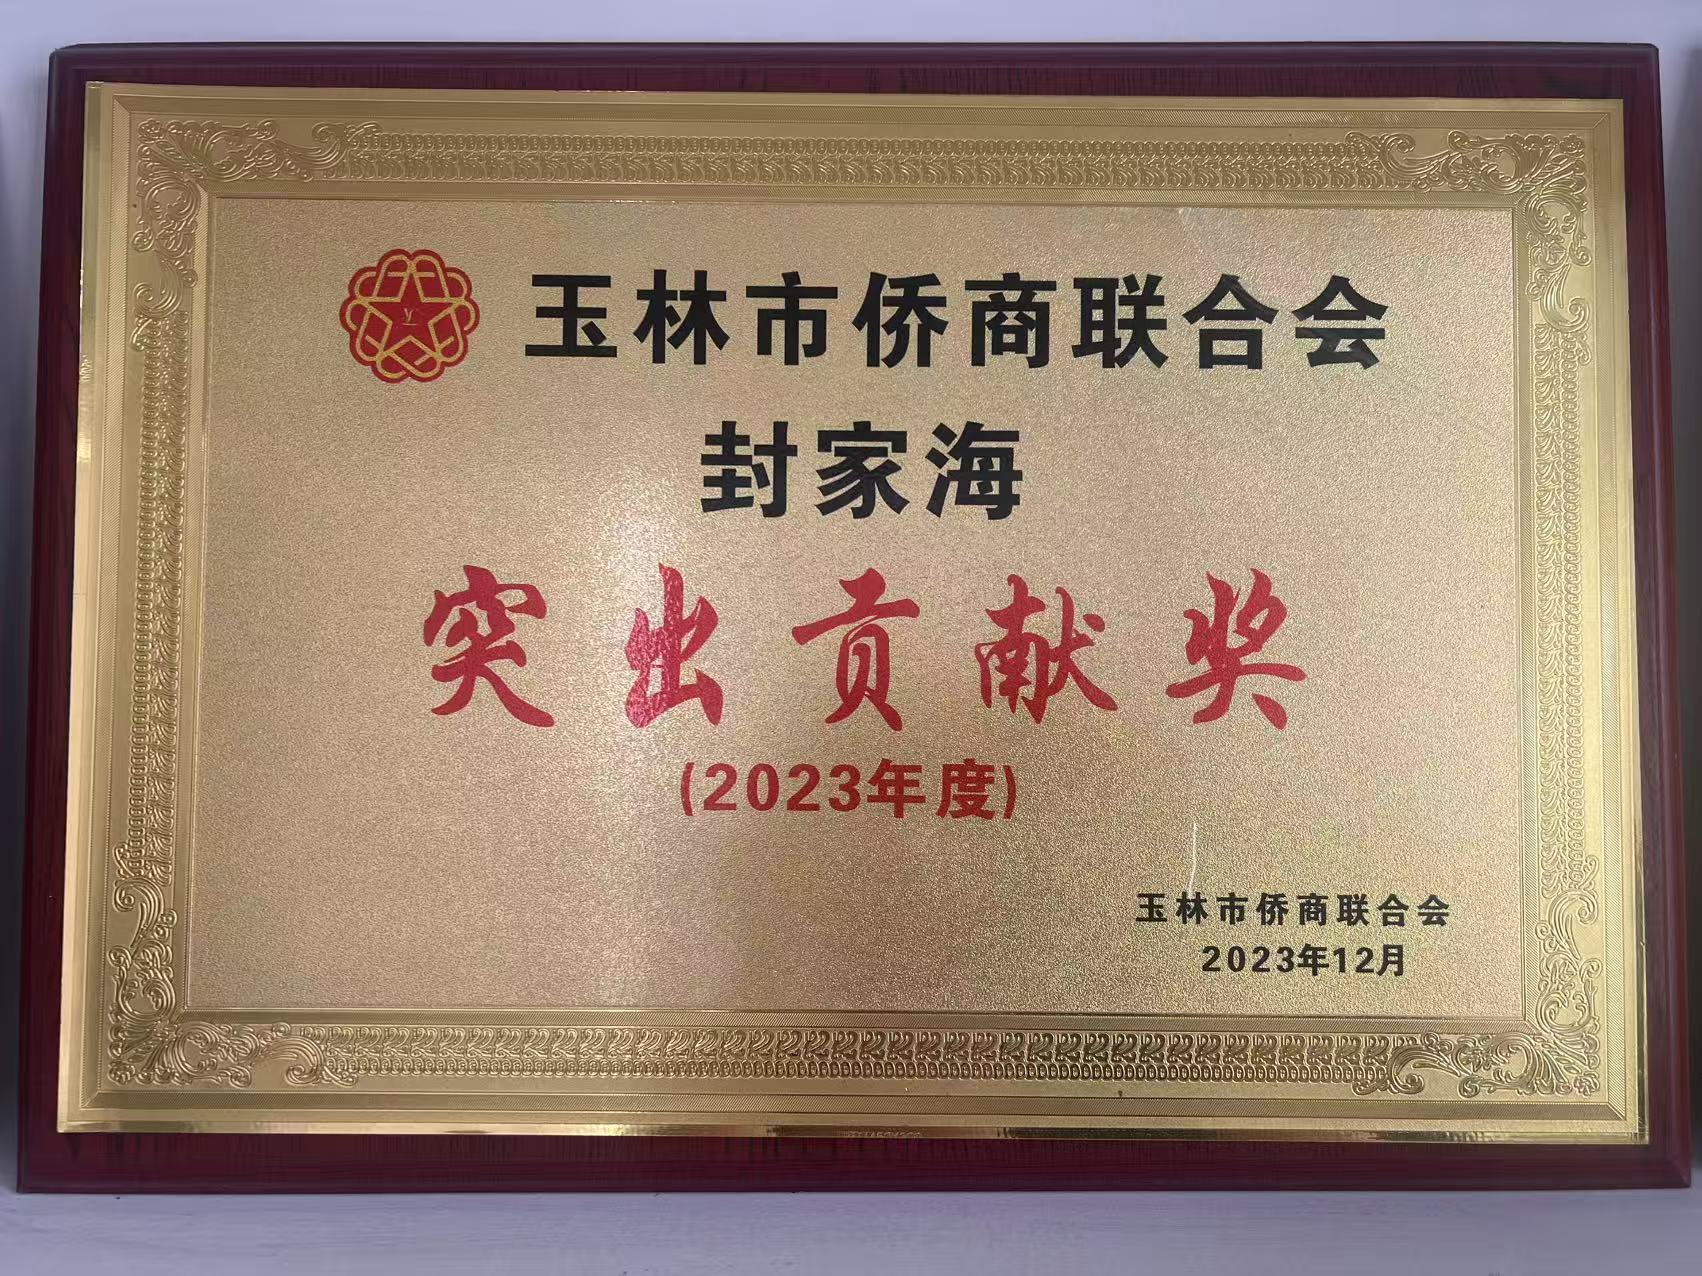 玉林市侨商联合会
封家海
突出贡献奖
(2023年度)
玉林市侨商联合会
2023年12月